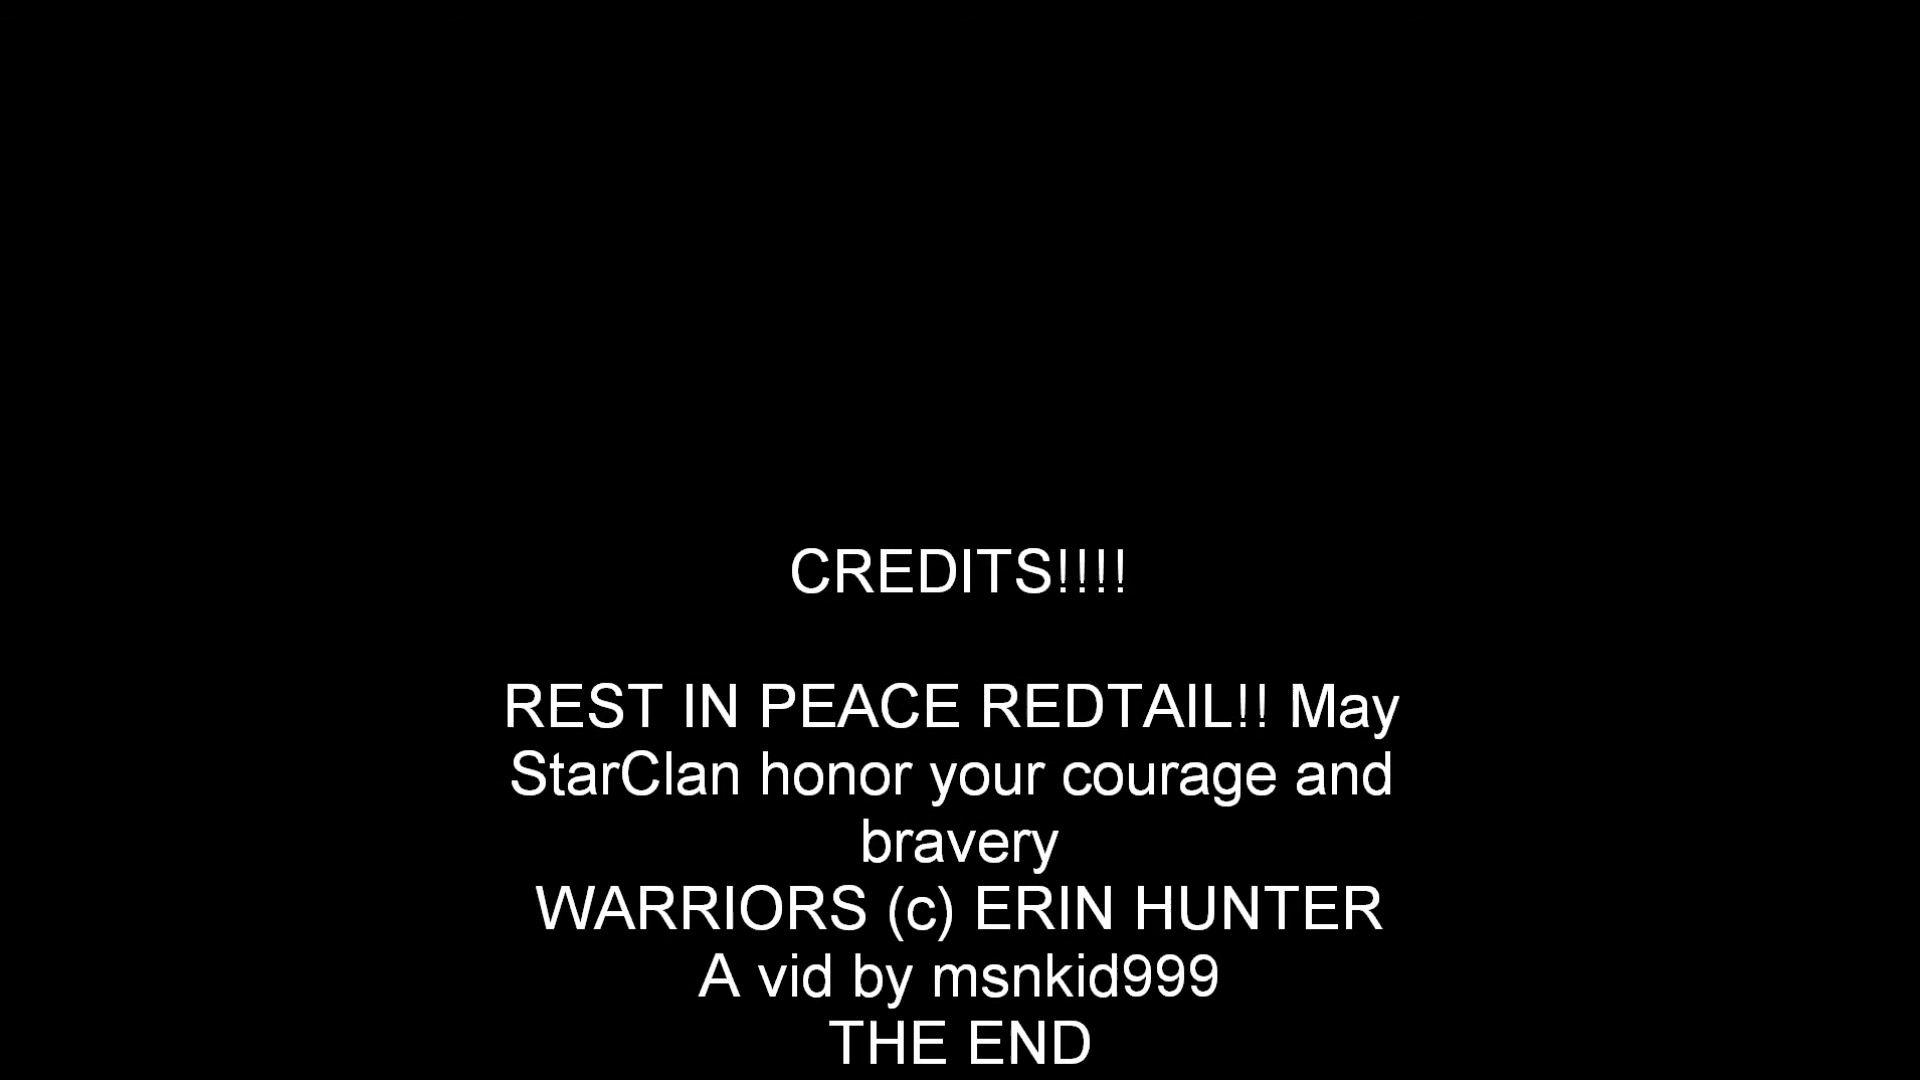 CREDITS!!!!
REST IN PEACE REDTAIL!! May
StarClan honor your courage and
bravery
WARRIORS (c) ERIN HUNTER
A vid by msnkid999
THE END